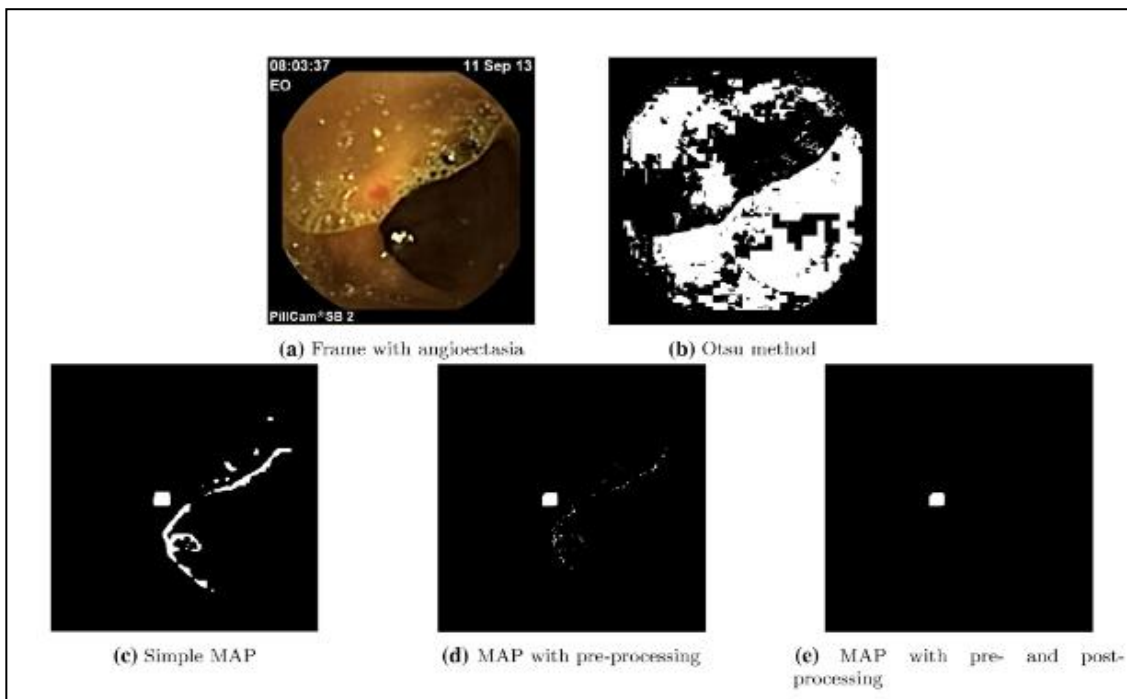 08:03:37 11 Sep 13
EO
PillCam®SB 2
(a) Frame with angioectasia
(b) Otsu method
(c) Simple MAP
(d) MAP with pre-processing
(e) MAP with pre- and post-
processing